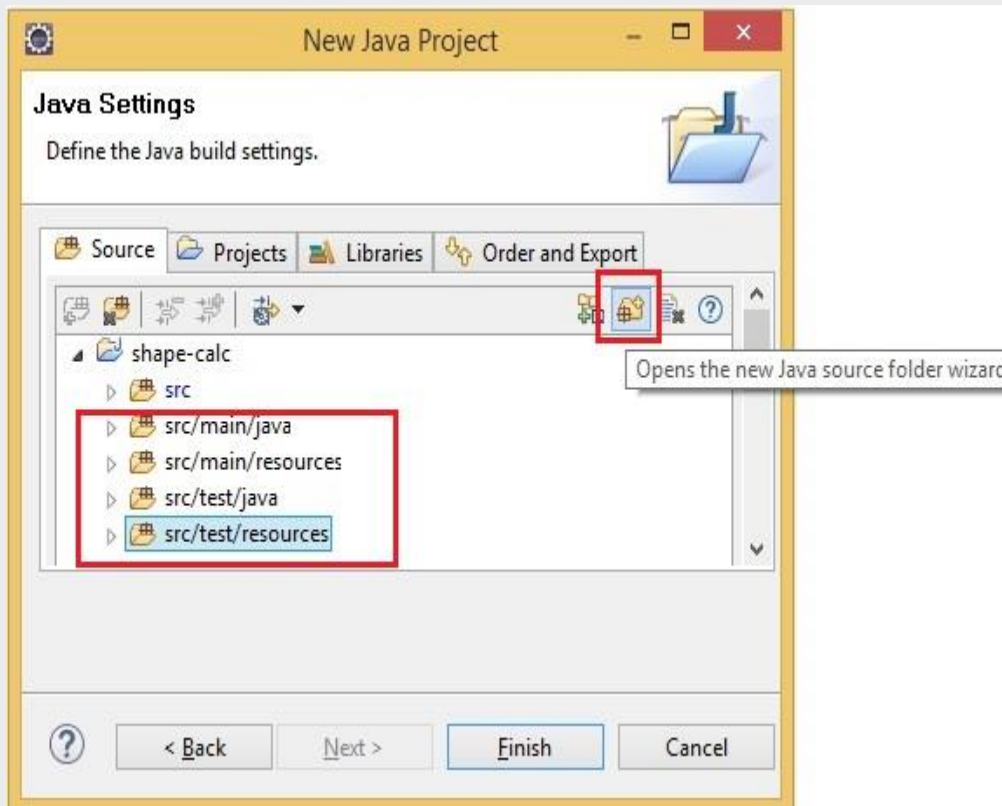 New Java Project
Java Settings
Define the Java build settings.
Source Projects Libraries Order and Export
shape-calc
Opens the new Java source folder wizard
src
src/main/java
src/main/resources
src/test/java
src/test/resources
< Back Next > Finish Cancel